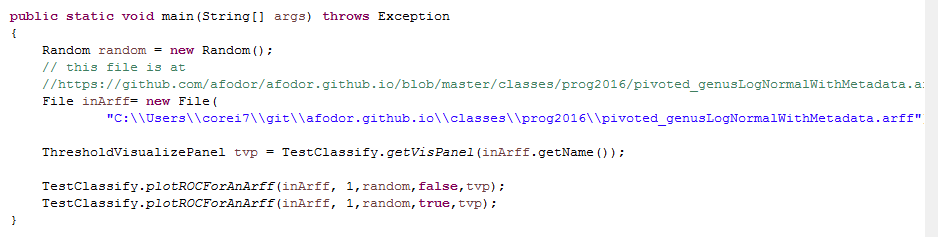 public static void main(String[] args) throws Exception
{
    Random random = new Random();
    // this file is at
    //https://github.com/afodor/afodor.github.io/blob/master/classes/prog2016/pivoted_genusLogNormalWithMetadata.a
    File inArff= new File(
            "C:\\Users\\corei7\\git\\afodor.github.io\\classes\\prog2016\\pivoted_genusLogNormalWithMetadata.arff"
    ThresholdVisualizePanel tvp = TestClassify.getVisPanel(inArff.getName());
    TestClassify.plotROCForAnArff(inArff, 1,random,false,tvp);
    TestClassify.plotROCForAnArff(inArff, 1,random,true,tvp);
}